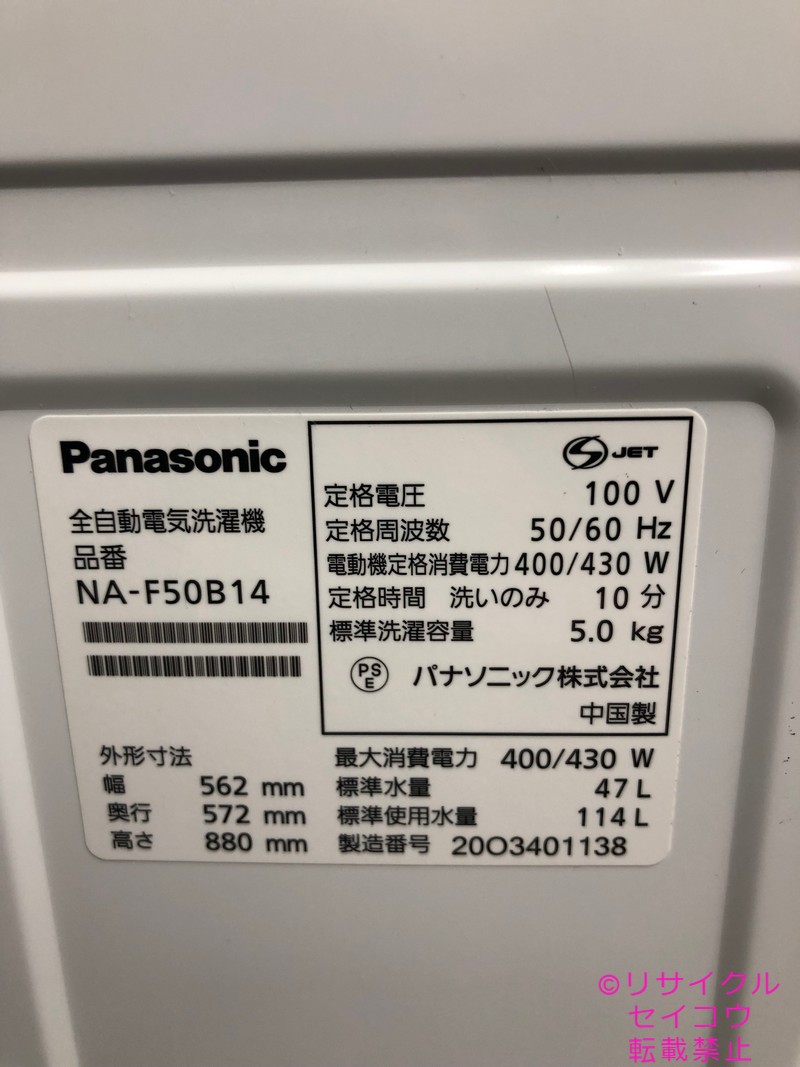 Panasonic
全自動電気洗濯機
品番
NA-F50B14
S JET
定格電圧 100 V
定格周波数 50/60 Hz
電動機定格消費電力 400/430 W
定格時間 洗いのみ 10 分
標準洗濯容量 5.0 kg
PSE パナソニック株式会社
中国製
外形寸法
幅 562 mm
奥行 572 mm
高さ 880 mm
最大消費電力 400/430 W
標準水量 47 L
標準使用水量 114 L
製造番号 20O3401138
©リサイクル
セイコウ
転載禁止